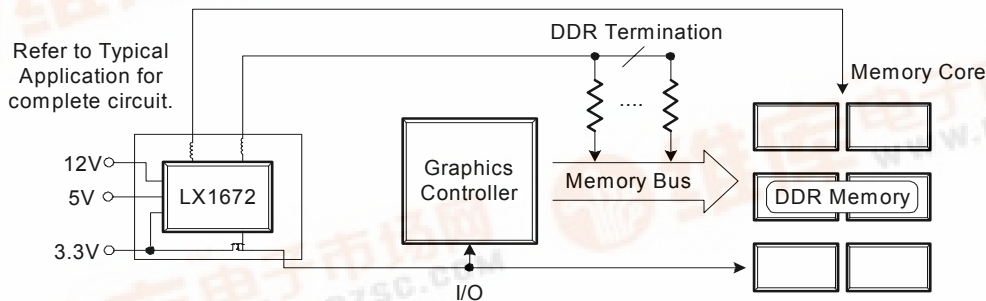 Refer to Typical
Application for
complete circuit.
DDR Termination
Memory Core
....
12V
5V
3.3V
LX1672
Graphics
Controller
Memory Bus
DDR Memory
I/O